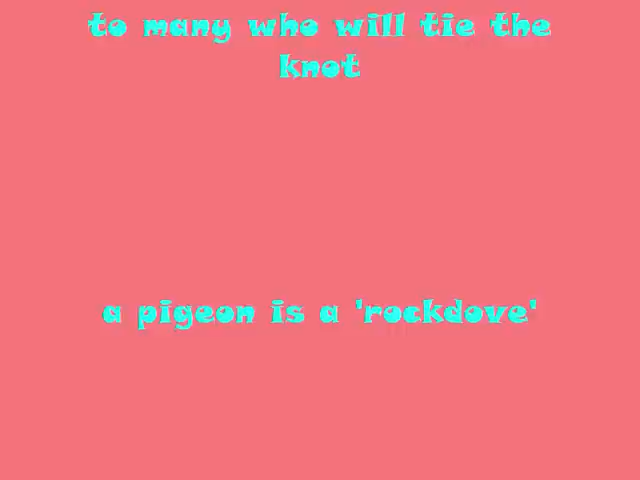 to many who will tie the
knot
a pigeon is a 'rockdove'